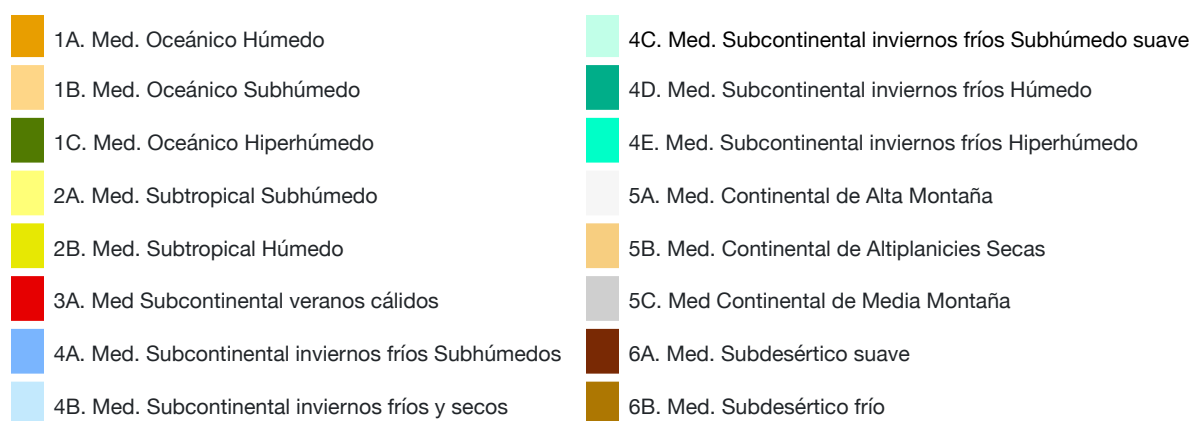 1A. Med. Oceánico Húmedo
1B. Med. Oceánico Subhúmedo
1C. Med. Oceánico Hiperhúmedo
2A. Med. Subtropical Subhúmedo
2B. Med. Subtropical Húmedo
3A. Med Subcontinental veranos cálidos
4A. Med. Subcontinental inviernos fríos Subhúmedos
4B. Med. Subcontinental inviernos fríos y secos
4C. Med. Subcontinental inviernos fríos Subhúmedo suave
4D. Med. Subcontinental inviernos fríos Húmedo
4E. Med. Subcontinental inviernos fríos Hiperhúmedo
5A. Med. Continental de Alta Montaña
5B. Med. Continental de Altiplanicies Secas
5C. Med Continental de Media Montaña
6A. Med. Subdesértico suave
6B. Med. Subdesértico frío